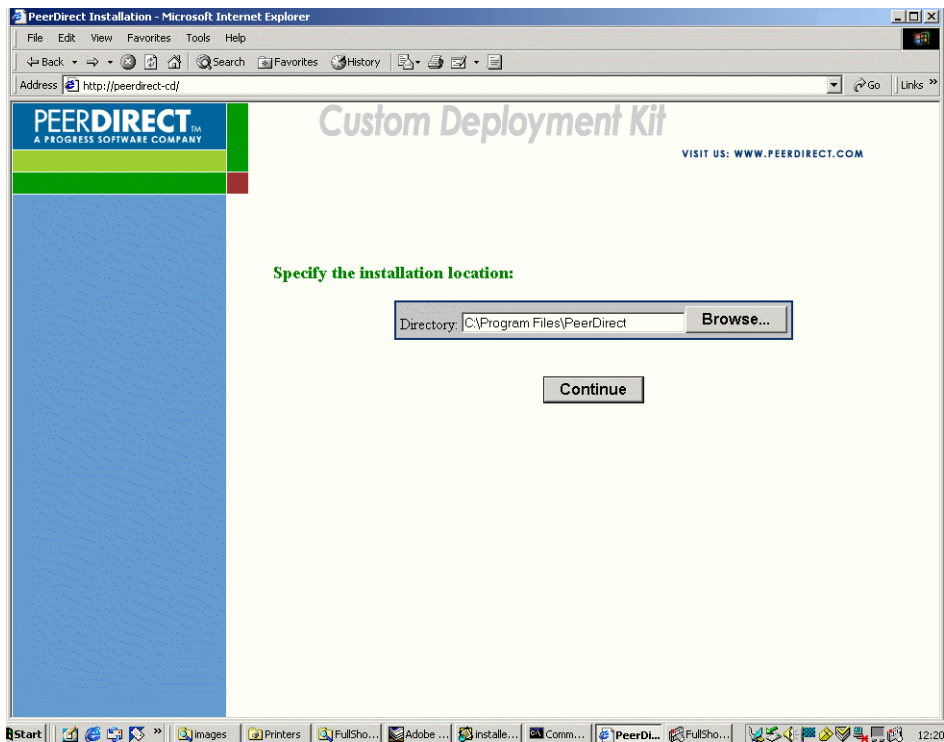 PeerDirect Installation - Microsoft Internet Explorer
File Edit View Favorites Tools Help
Back Search Favorites History
Address http://peerdirect-cd/ Go Links »
PEERDIRECT TM
A PROGRESS SOFTWARE COMPANY
Custom Deployment Kit
VISIT US: WWW.PEERDIRECT.COM
Specify the installation location:
Directory: C:\Program Files\PeerDirect Browse...
Continue
Start » images Printers FullSho... Adobe ... installe... Comm... PeerDi... FullSho... 12:20